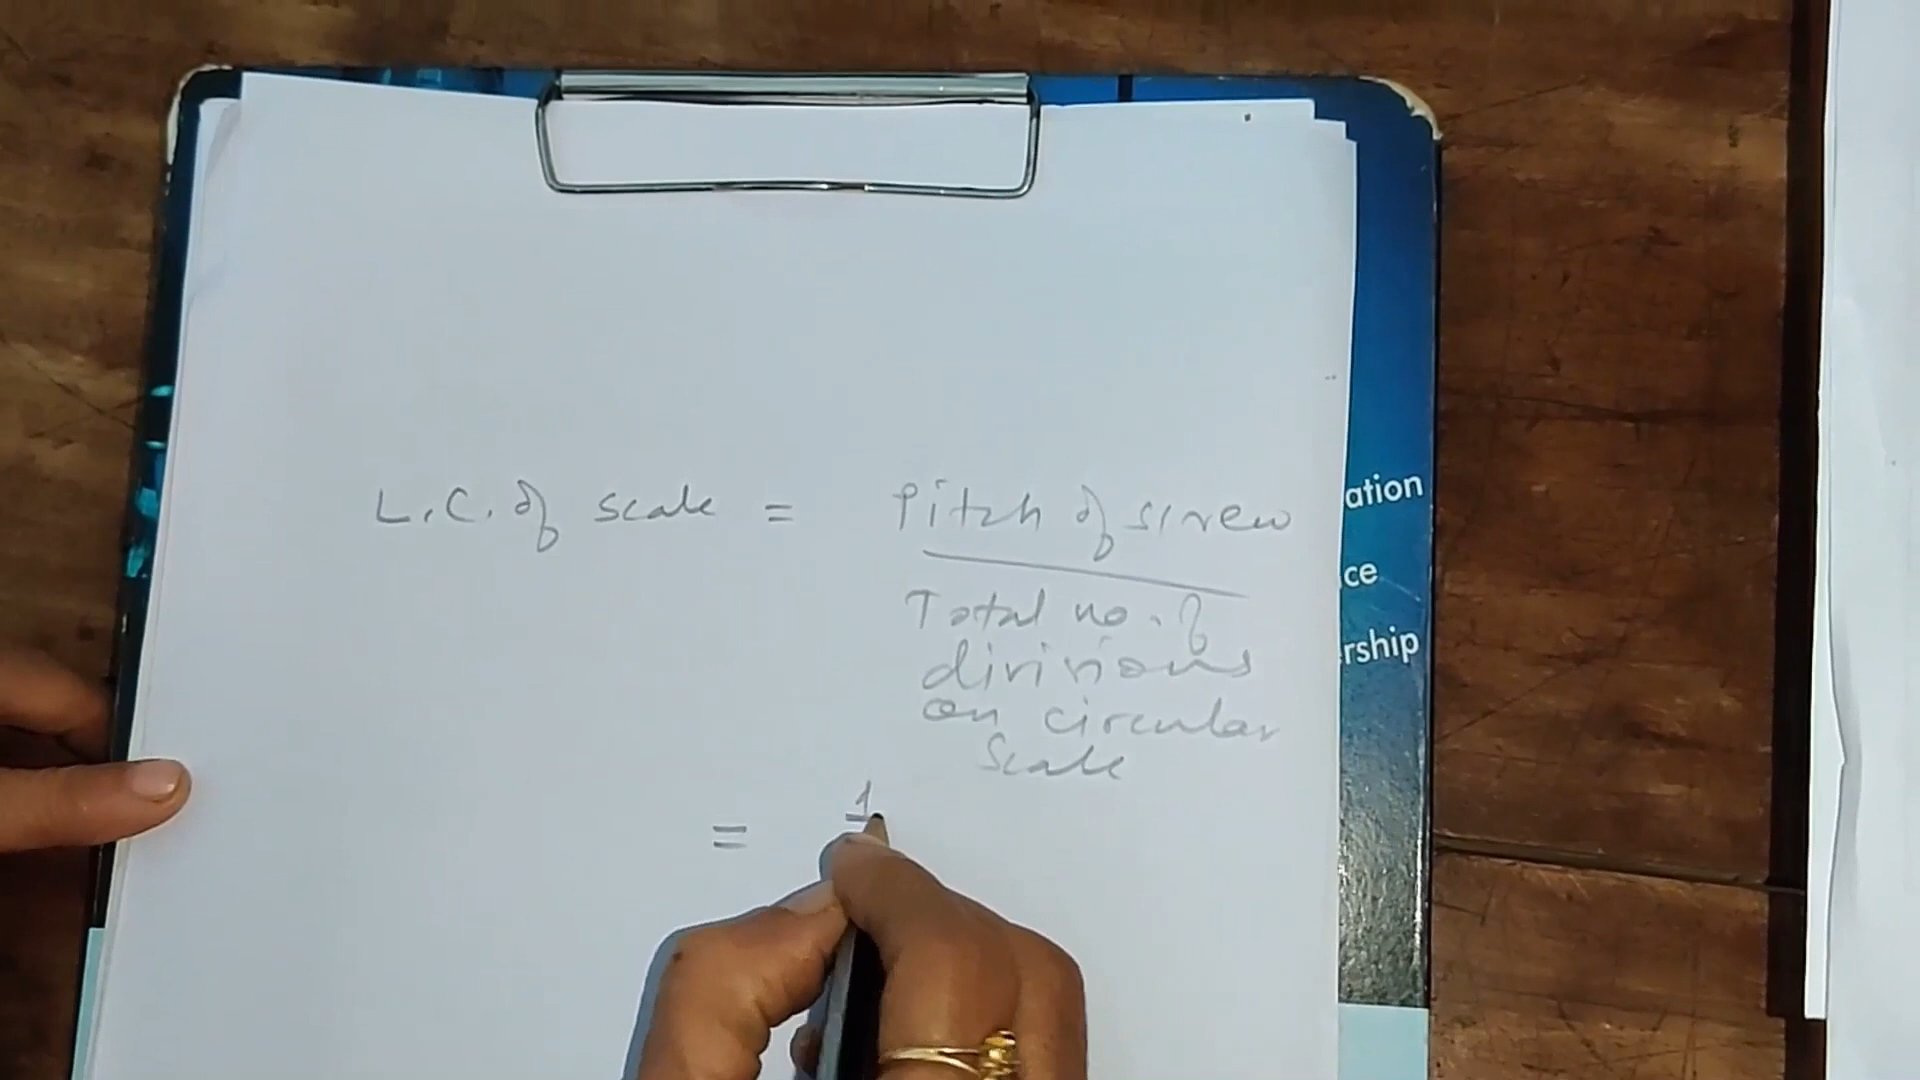 L.C. of scale = Pitch of screw
Total no. of
divisions
on circular
Scale
= 1
ation
ce
rship